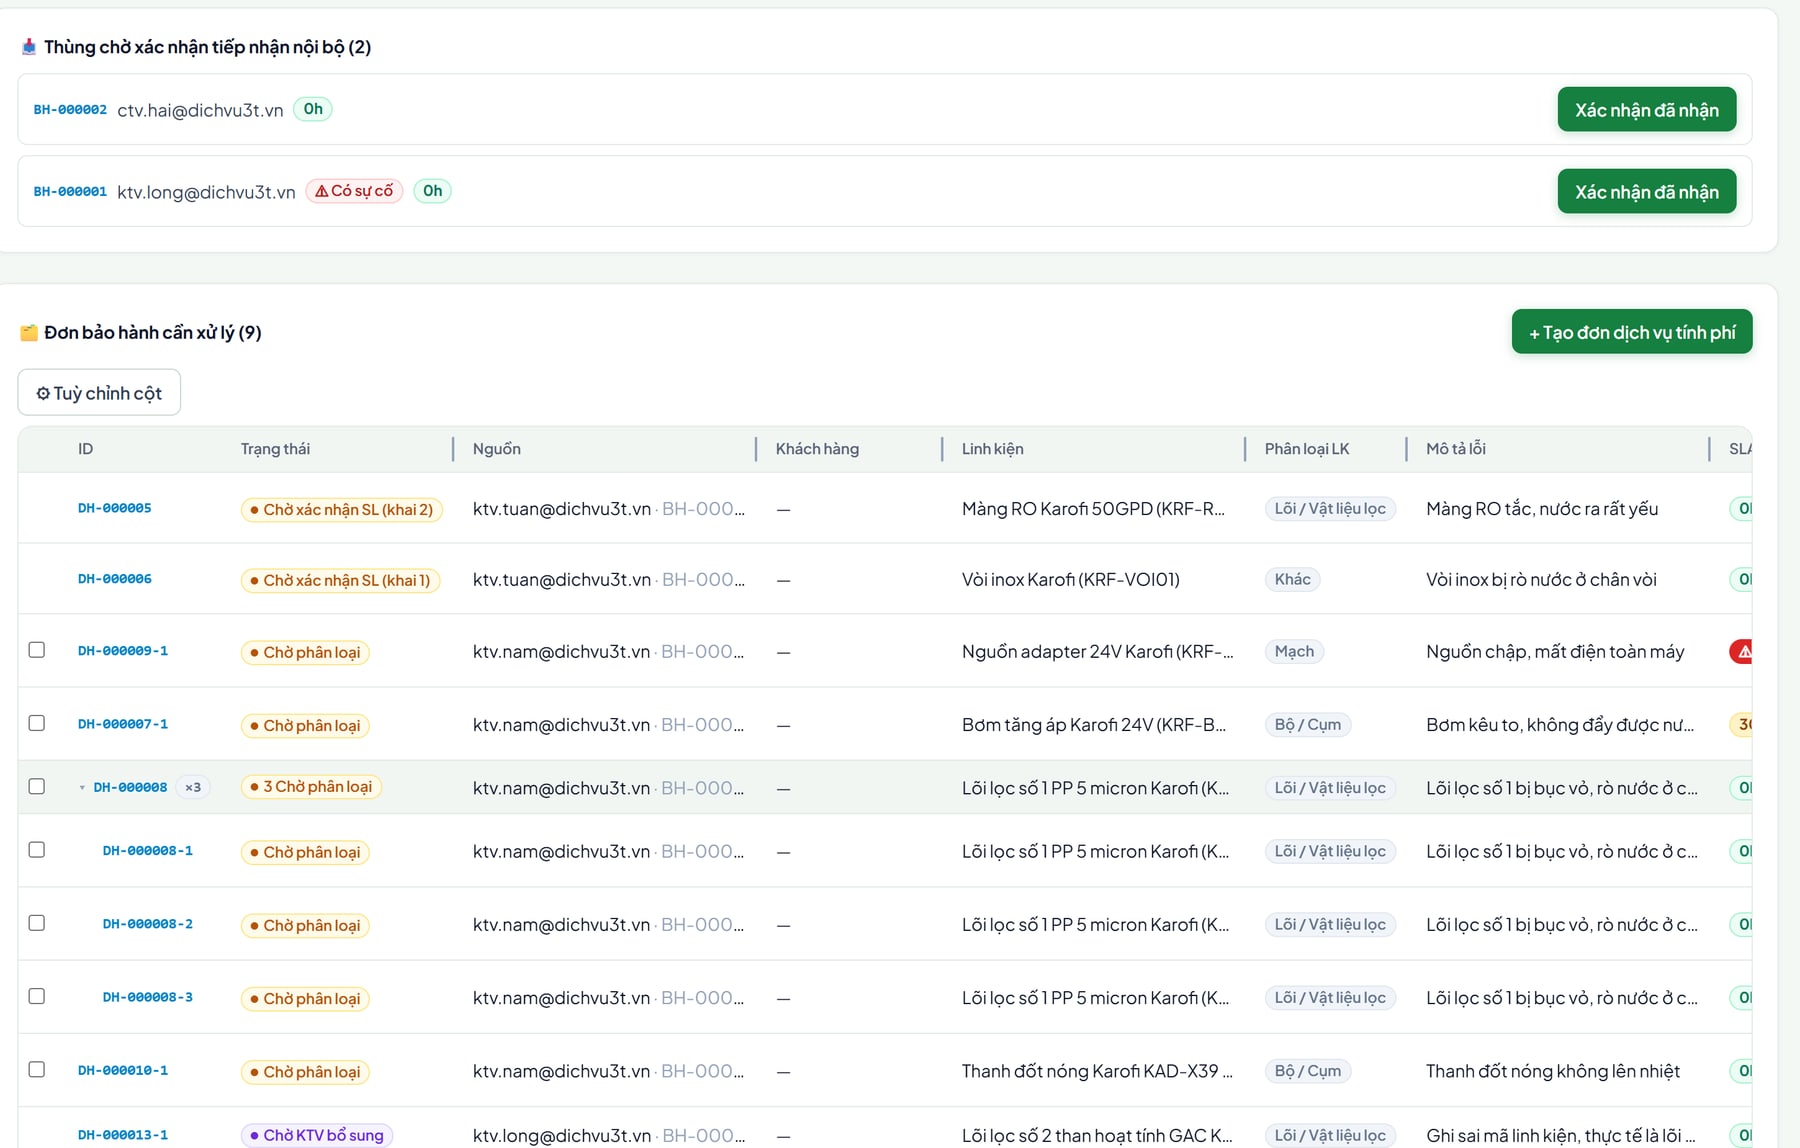 Thùng chờ xác nhận tiếp nhận nội bộ (2)
BH-000002 ctv.hai@dichvu3t.vn 0h Xác nhận đã nhận
BH-000001 ktv.long@dichvu3t.vn ⚠ Có sự cố 0h Xác nhận đã nhận
Đơn bảo hành cần xử lý (9) + Tạo đơn dịch vụ tính phí
⚙ Tuỳ chỉnh cột
ID Trạng thái Nguồn Khách hàng Linh kiện Phân loại LK Mô tả lỗi
DH-000005 Chờ xác nhận SL (khai 2) ktv.tuan@dichvu3t.vn · BH-000... — Màng RO Karofi 50GPD (KRF-R... Lõi / Vật liệu lọc Màng RO tắc, nước ra rất yếu
DH-000006 Chờ xác nhận SL (khai 1) ktv.tuan@dichvu3t.vn · BH-000... — Vòi inox Karofi (KRF-VOI01) Khác Vòi inox bị rò nước ở chân vòi
DH-000009-1 Chờ phân loại ktv.nam@dichvu3t.vn · BH-000... — Nguồn adapter 24V Karofi (KRF-... Mạch Nguồn chập, mất điện toàn máy
DH-000007-1 Chờ phân loại ktv.nam@dichvu3t.vn · BH-000... — Bơm tăng áp Karofi 24V (KRF-B... Bộ / Cụm Bơm kêu to, không đẩy được nư...
DH-000008 ×3 3 Chờ phân loại ktv.nam@dichvu3t.vn · BH-000... — Lõi lọc số 1 PP 5 micron Karofi (K... Lõi / Vật liệu lọc Lõi lọc số 1 bị bục vỏ, rò nước ở c...
DH-000008-1 Chờ phân loại ktv.nam@dichvu3t.vn · BH-000... — Lõi lọc số 1 PP 5 micron Karofi (K... Lõi / Vật liệu lọc Lõi lọc số 1 bị bục vỏ, rò nước ở c...
DH-000008-2 Chờ phân loại ktv.nam@dichvu3t.vn · BH-000... — Lõi lọc số 1 PP 5 micron Karofi (K... Lõi / Vật liệu lọc Lõi lọc số 1 bị bục vỏ, rò nước ở c...
DH-000008-3 Chờ phân loại ktv.nam@dichvu3t.vn · BH-000... — Lõi lọc số 1 PP 5 micron Karofi (K... Lõi / Vật liệu lọc Lõi lọc số 1 bị bục vỏ, rò nước ở c...
DH-000010-1 Chờ phân loại ktv.nam@dichvu3t.vn · BH-000... — Thanh đốt nóng Karofi KAD-X39 ... Bộ / Cụm Thanh đốt nóng không lên nhiệt
DH-000013-1 Chờ KTV bổ sung ktv.long@dichvu3t.vn · BH-000... — Lõi lọc số 2 than hoạt tính GAC K... Lõi / Vật liệu lọc Ghi sai mã linh kiện, thực tế là lõi ...